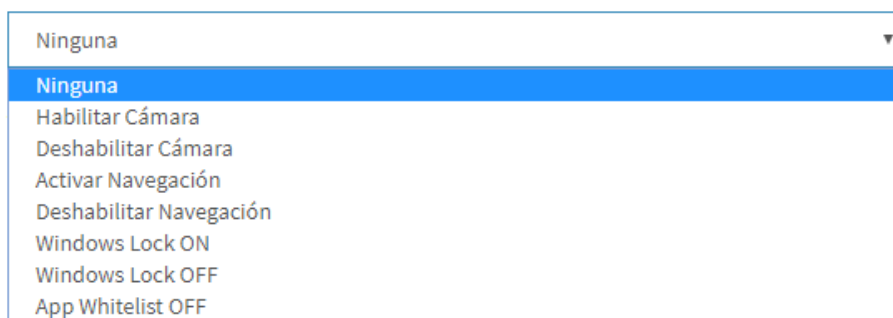 Ninguna
Ninguna
Habilitar Cámara
Deshabilitar Cámara
Activar Navegación
Deshabilitar Navegación
Windows Lock ON
Windows Lock OFF
App Whitelist OFF